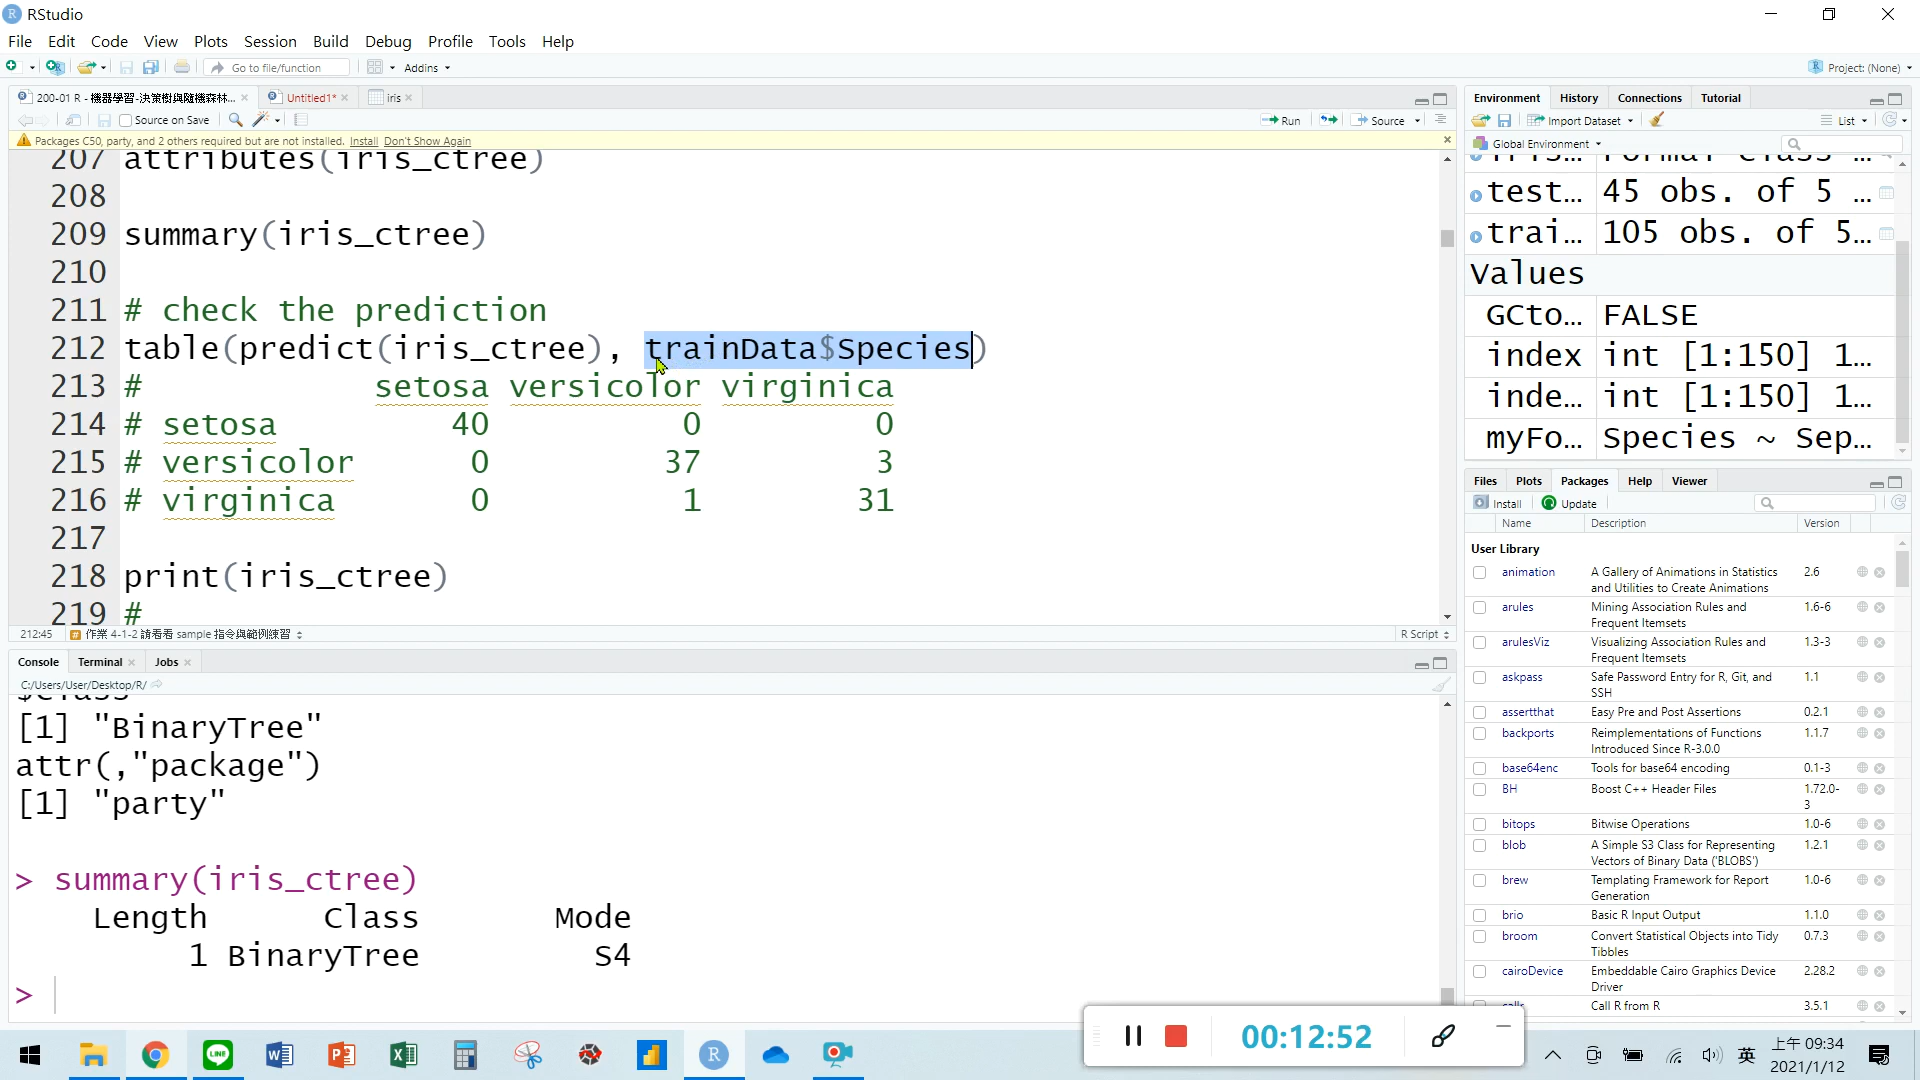 RStudio
File Edit Code View Plots Session Build Debug Profile Tools Help
Go to file/function Addins Project: (None)
200-01 R - 機器學習-決策樹與隨機森林... Untitled1* iris
Source on Save Run Source
Packages C50, party, and 2 others required but are not installed. Install Don't Show Again
207 attributes(iris_ctree)
208
209 summary(iris_ctree)
210
211 # check the prediction
212 table(predict(iris_ctree), trainData$Species)
213 # setosa versicolor virginica
214 # setosa 40 0 0
215 # versicolor 0 37 3
216 # virginica 0 1 31
217
218 print(iris_ctree)
219 #
212:45 # 作業 4-1-2 請看看 sample 指令與範例練習 R Script
Console Terminal Jobs
C:/Users/User/Desktop/R/
$class
[1] "BinaryTree"
attr(,"package")
[1] "party"
> summary(iris_ctree)
Length Class Mode
1 BinaryTree S4
>
Environment History Connections Tutorial
Import Dataset List
Global Environment
test... 45 obs. of 5 ...
trai... 105 obs. of 5...
Values
GCto... FALSE
index int [1:150] 1...
inde... int [1:150] 1...
myFo... Species ~ Sep...
Files Plots Packages Help Viewer
Install Update
Name Description Version
User Library
animation A Gallery of Animations in Statistics and Utilities to Create Animations 2.6
arules Mining Association Rules and Frequent Itemsets 1.6-6
arulesViz Visualizing Association Rules and Frequent Itemsets 1.3-3
askpass Safe Password Entry for R, Git, and SSH 1.1
assertthat Easy Pre and Post Assertions 0.2.1
backports Reimplementations of Functions Introduced Since R-3.0.0 1.1.7
base64enc Tools for base64 encoding 0.1-3
BH Boost C++ Header Files 1.72.0-3
bitops Bitwise Operations 1.0-6
blob A Simple S3 Class for Representing Vectors of Binary Data ('BLOBS') 1.2.1
brew Templating Framework for Report Generation 1.0-6
brio Basic R Input Output 1.1.0
broom Convert Statistical Objects into Tidy Tibbles 0.7.3
cairoDevice Embeddable Cairo Graphics Device Driver 2.28.2
callr Call R from R 3.5.1
00:12:52
英 上午 09:34
2021/1/12